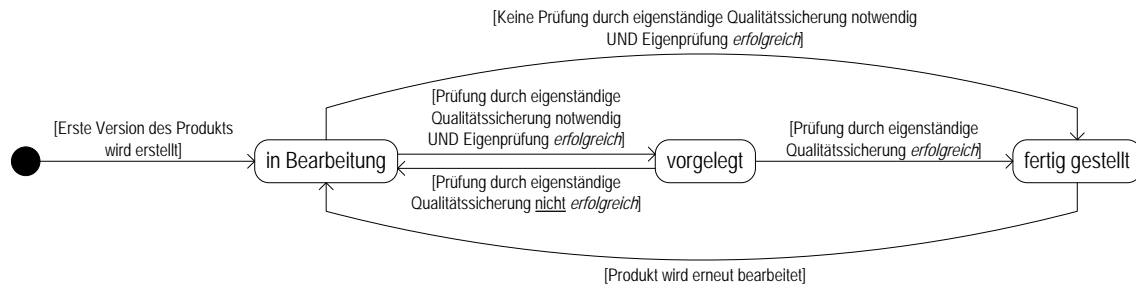 [Keine Prüfung durch eigenständige Qualitätssicherung notwendig
UND Eigenprüfung erfolgreich]
[Erste Version des Produkts
wird erstellt]
[Prüfung durch eigenständige
Qualitätssicherung notwendig
UND Eigenprüfung erfolgreich]
[Prüfung durch eigenständige
Qualitätssicherung erfolgreich]
in Bearbeitung
vorgelegt
fertig gestellt
[Prüfung durch eigenständige
Qualitätssicherung nicht erfolgreich]
[Produkt wird erneut bearbeitet]